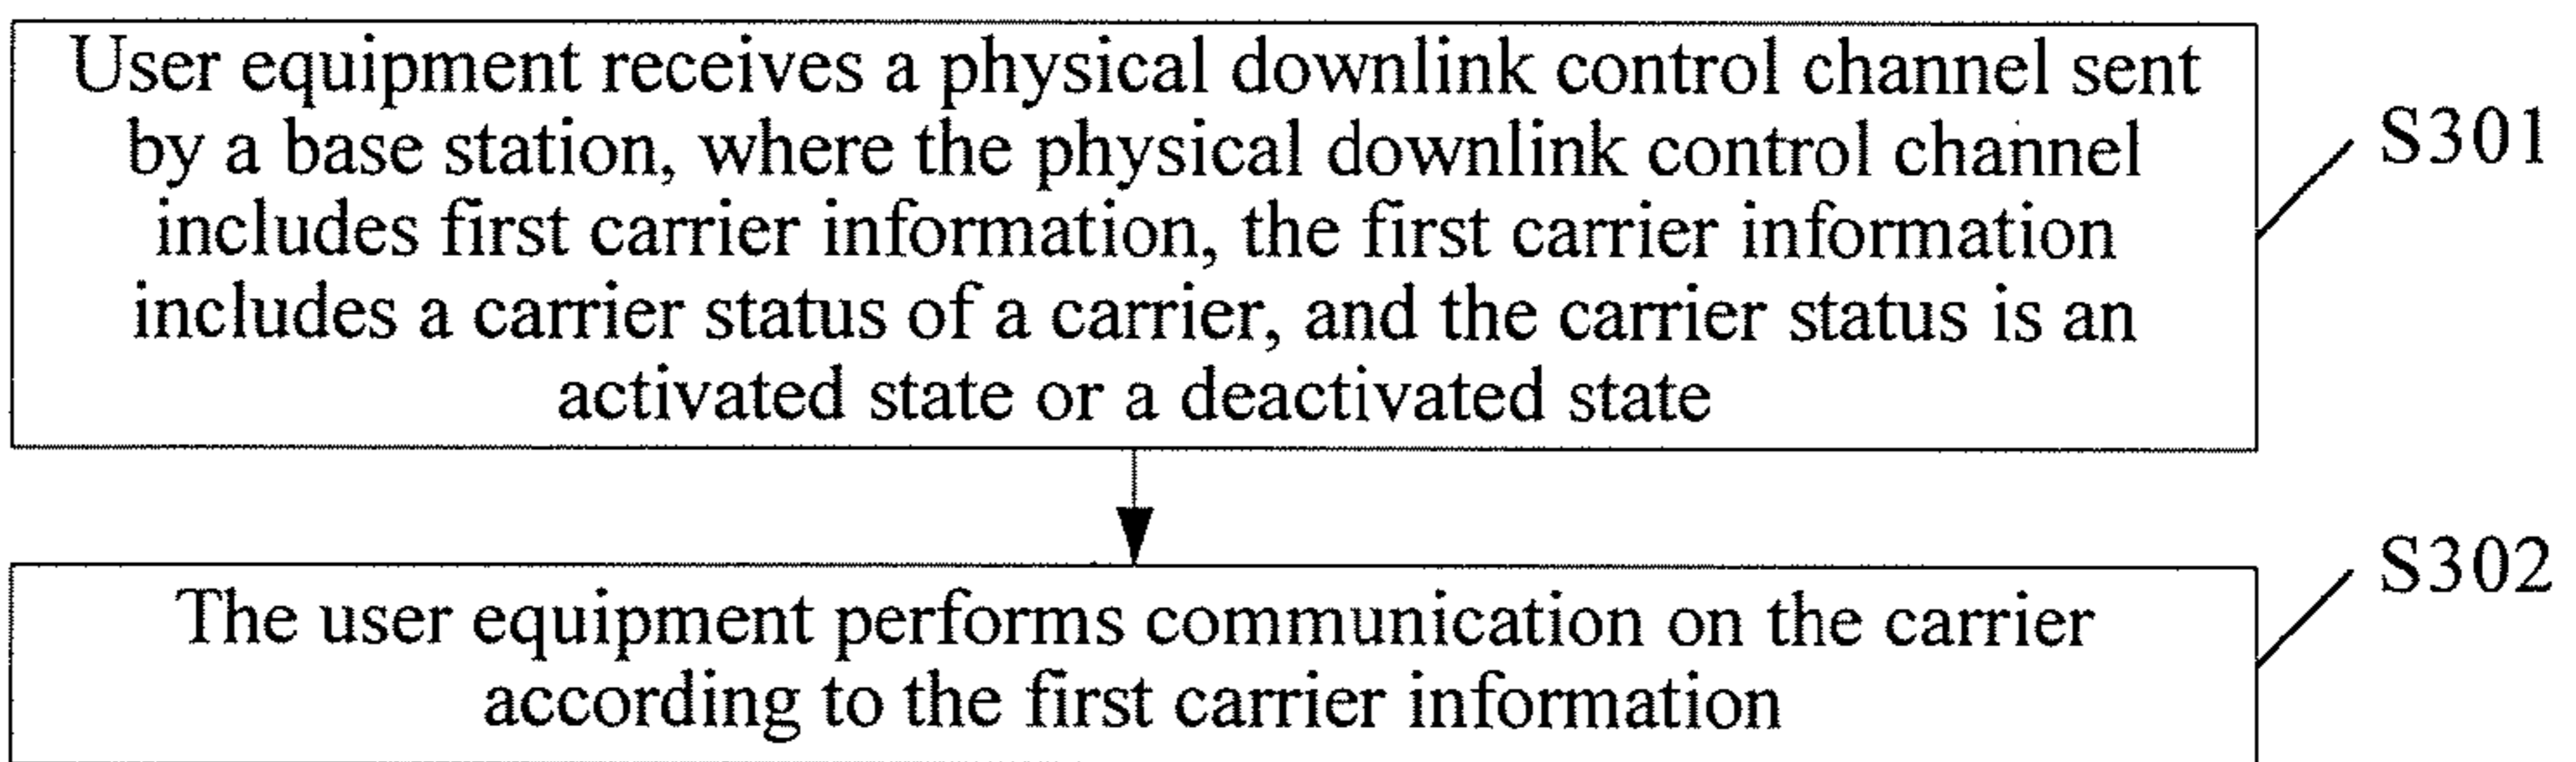 User equipment receives a physical downlink control channel sent
by a base station, where the physical downlink control channel
includes first carrier information, the first carrier information
includes a carrier status of a carrier, and the carrier status is an
activated state or a deactivated state
S301
The user equipment performs communication on the carrier
according to the first carrier information
S302